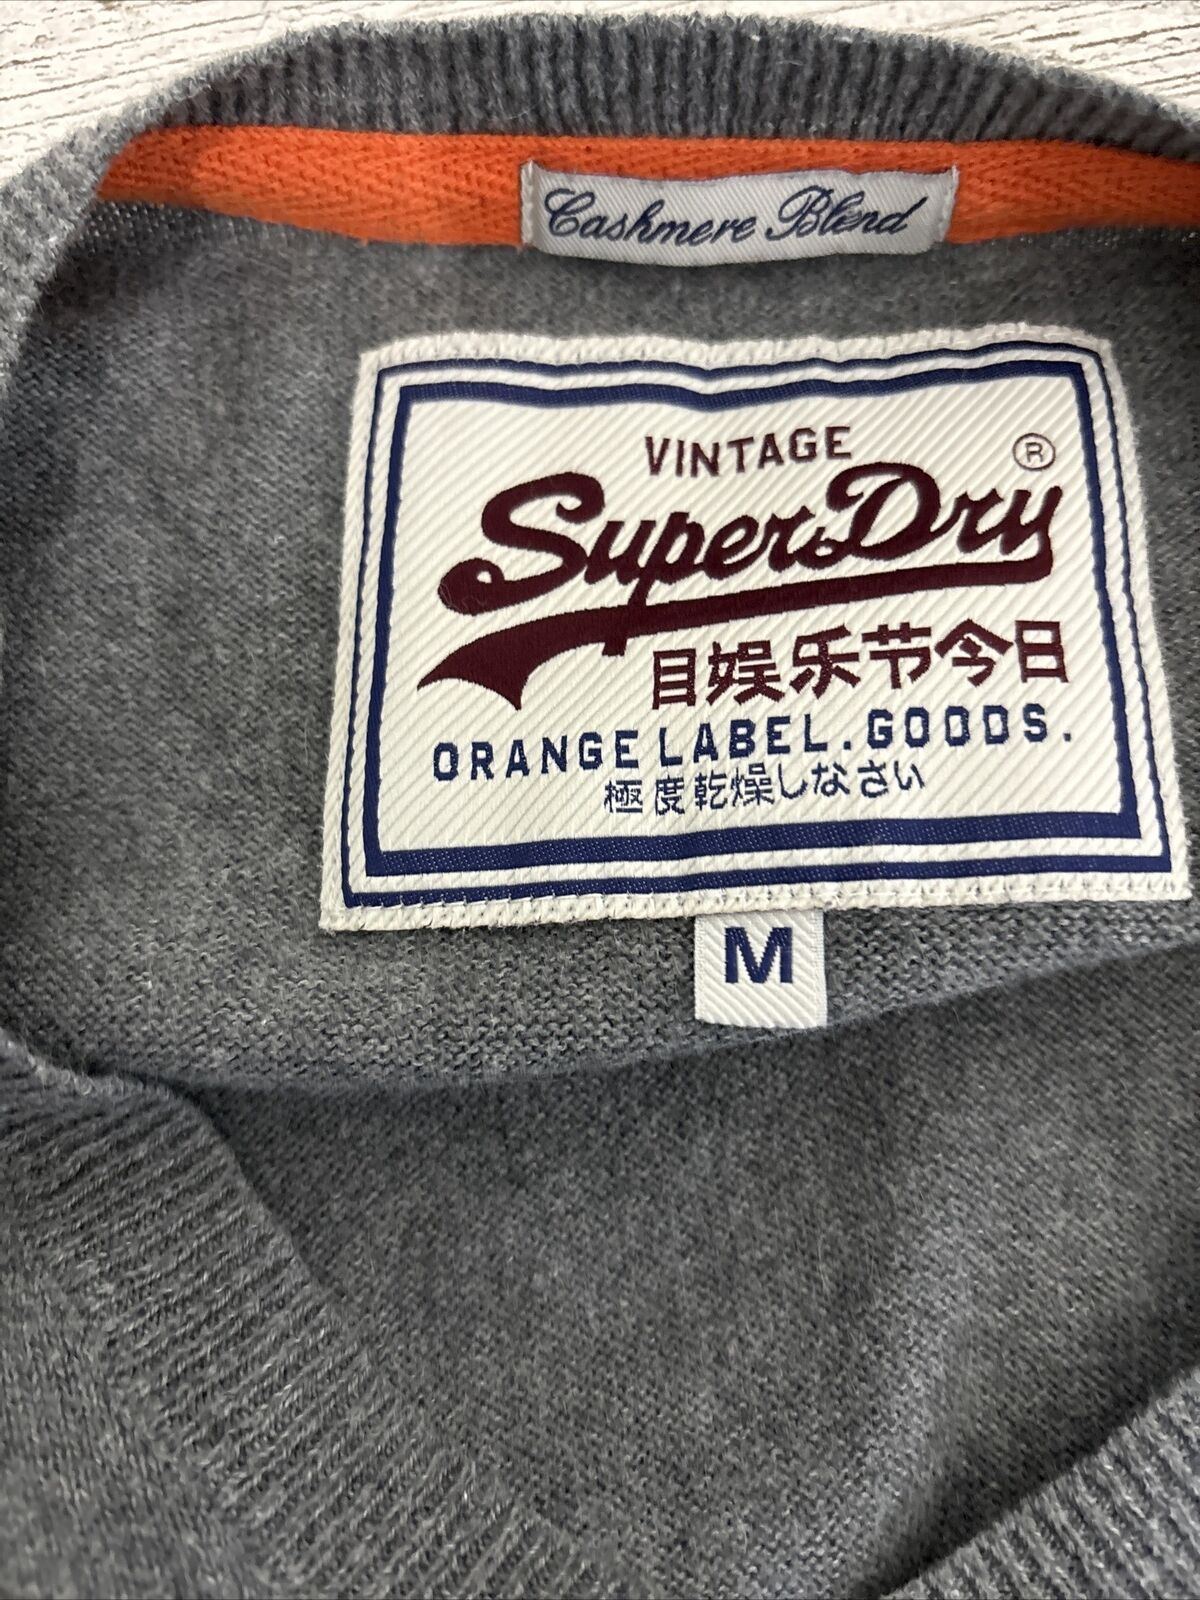 Cashmere Blend
VINTAGE
®
SuperDry
目娱乐节今日
ORANGE LABEL. GOODS.
極度乾燥しなさい
M